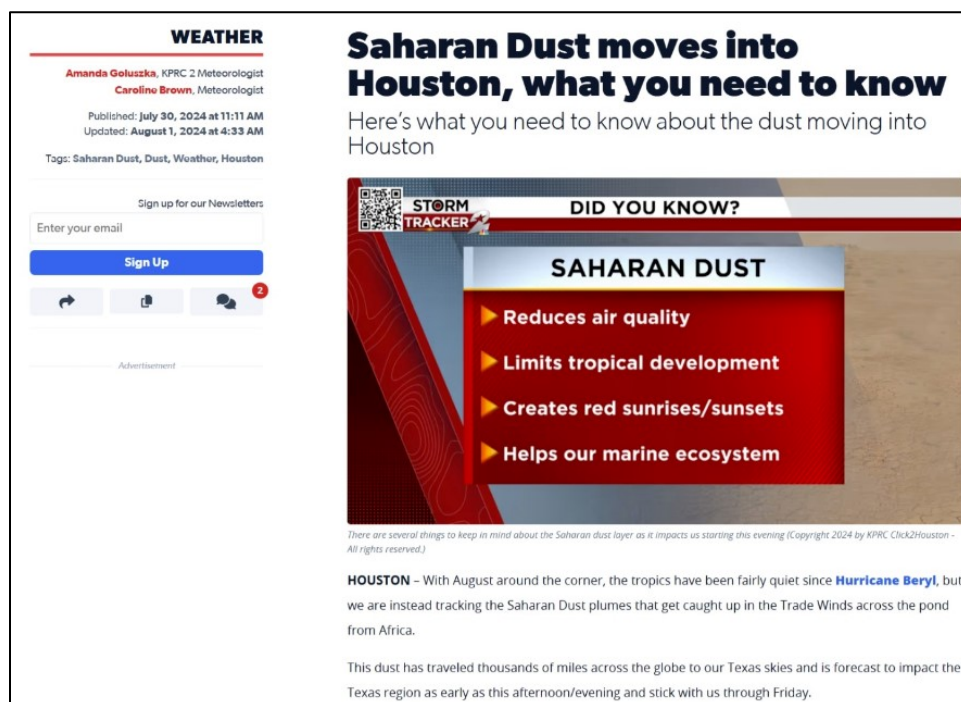 WEATHER
Amanda Goluszka, KPRC 2 Meteorologist
Caroline Brown, Meteorologist
Published: July 30, 2024 at 11:11 AM
Updated: August 1, 2024 at 4:33 AM
Tags: Saharan Dust, Dust, Weather, Houston
Sign up for our Newsletters
Enter your email
Sign Up
2
Advertisement
Saharan Dust moves into
Houston, what you need to know
Here's what you need to know about the dust moving into
Houston
STORM
TRACKER 2
DID YOU KNOW?
SAHARAN DUST
Reduces air quality
Limits tropical development
Creates red sunrises/sunsets
Helps our marine ecosystem
There are several things to keep in mind about the Saharan dust layer as it impacts us starting this evening (Copyright 2024 by KPRC Click2Houston -
All rights reserved.)
HOUSTON – With August around the corner, the tropics have been fairly quiet since Hurricane Beryl, but
we are instead tracking the Saharan Dust plumes that get caught up in the Trade Winds across the pond
from Africa.
This dust has traveled thousands of miles across the globe to our Texas skies and is forecast to impact the
Texas region as early as this afternoon/evening and stick with us through Friday.